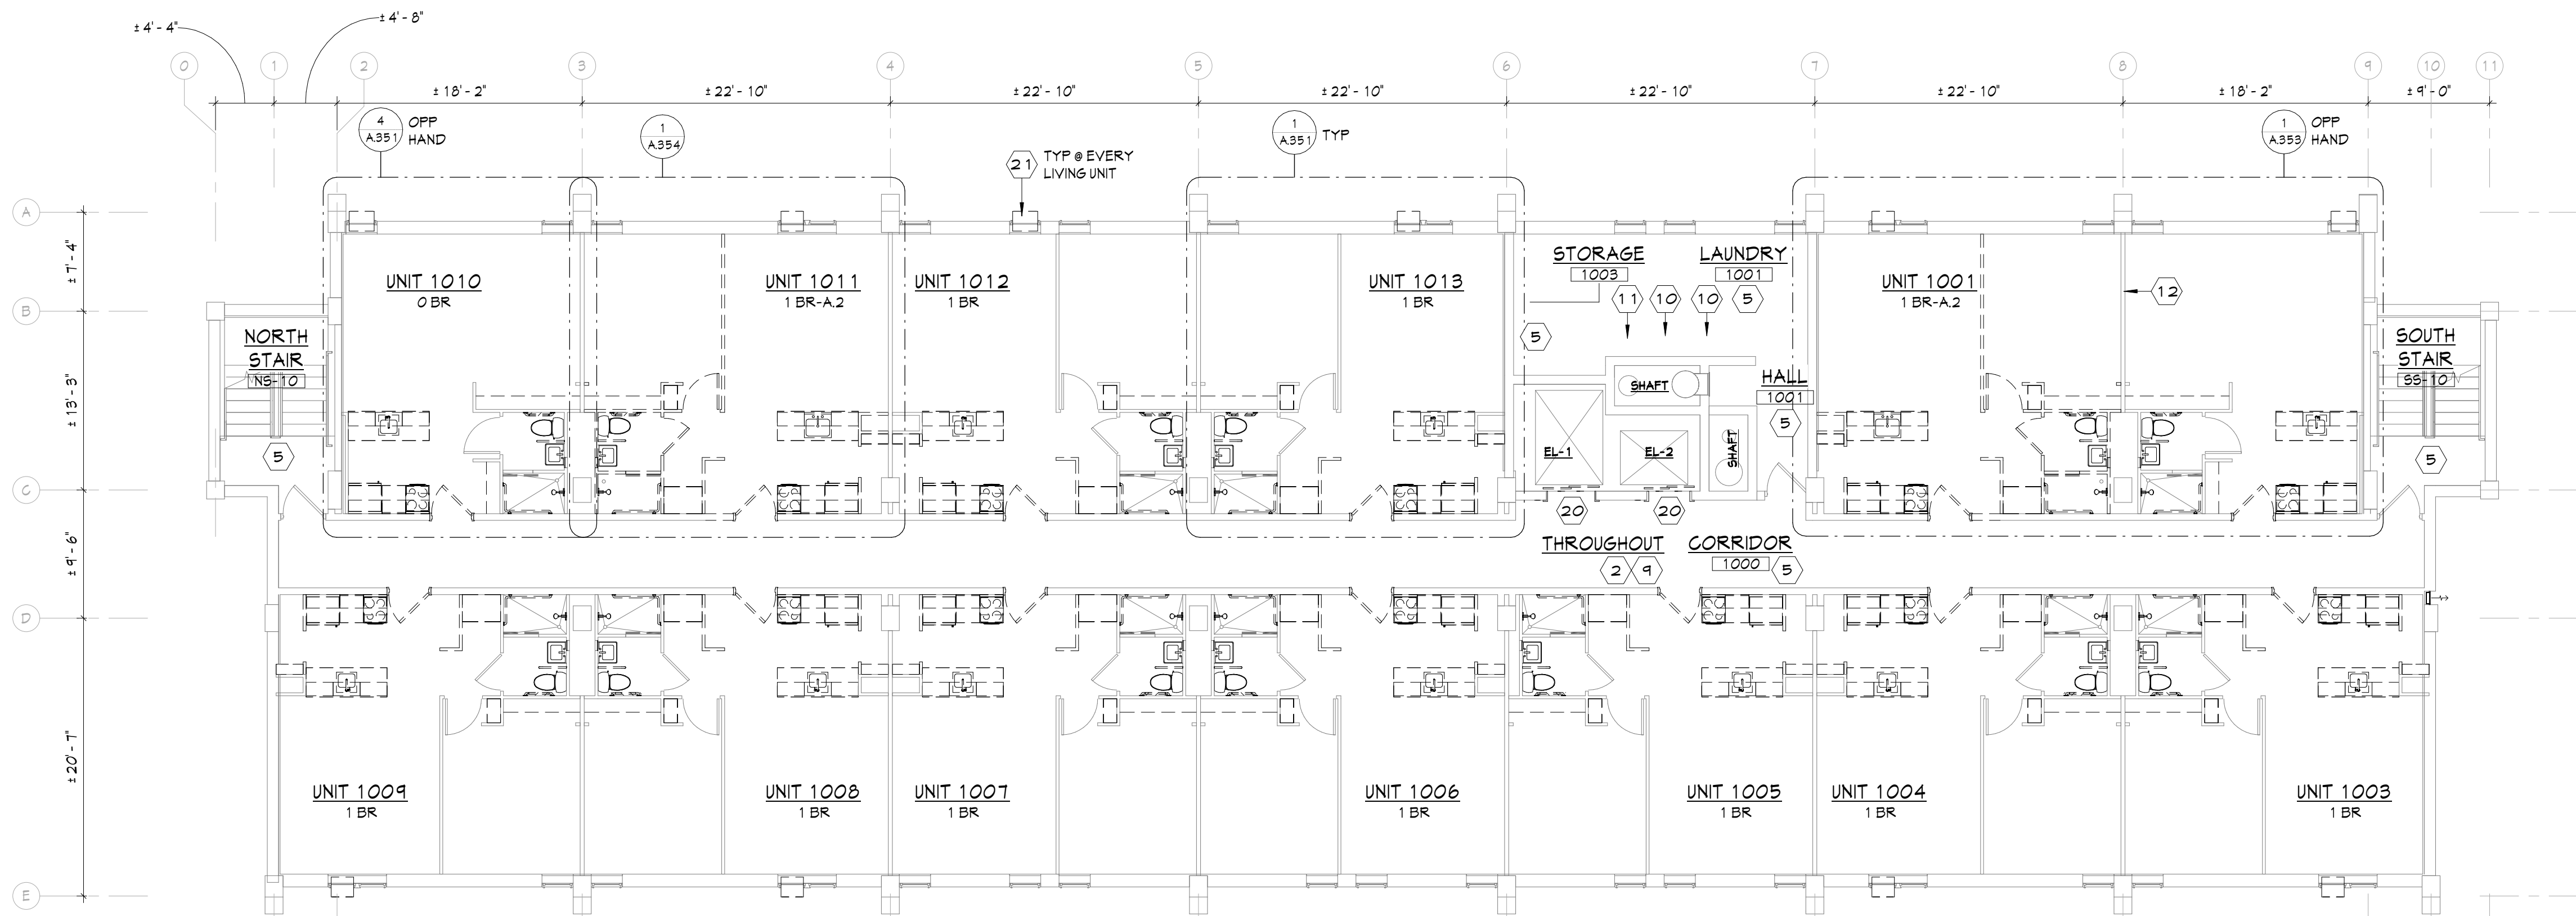 ± 4' - 4"
± 4' - 8"
0
1
2
3
4
5
6
7
8
9
10
11
± 18' - 2"
± 22' - 10"
± 22' - 10"
± 22' - 10"
± 22' - 10"
± 22' - 10"
± 18' - 2"
± 9' - 0"
4
A.351
OPP
HAND
1
A.354
21
TYP @ EVERY
LIVING UNIT
1
A.351
TYP
1
A.353
OPP
HAND
A
B
C
D
E
± 7' - 4"
± 13' - 3"
± 9' - 6"
± 20' - 7"
NORTH
STAIR
NS-10
5
UNIT 1010
0 BR
UNIT 1011
1 BR-A.2
UNIT 1012
1 BR
UNIT 1013
1 BR
STORAGE
1003
LAUNDRY
1001
11
10
10
5
5
SHAFT
HALL
1001
5
EL-1
EL-2
SHAFT
20
20
UNIT 1001
1 BR-A.2
12
SOUTH
STAIR
SS-10
5
THROUGHOUT
2
9
CORRIDOR
1000
5
UNIT 1009
1 BR
UNIT 1008
1 BR
UNIT 1007
1 BR
UNIT 1006
1 BR
UNIT 1005
1 BR
UNIT 1004
1 BR
UNIT 1003
1 BR